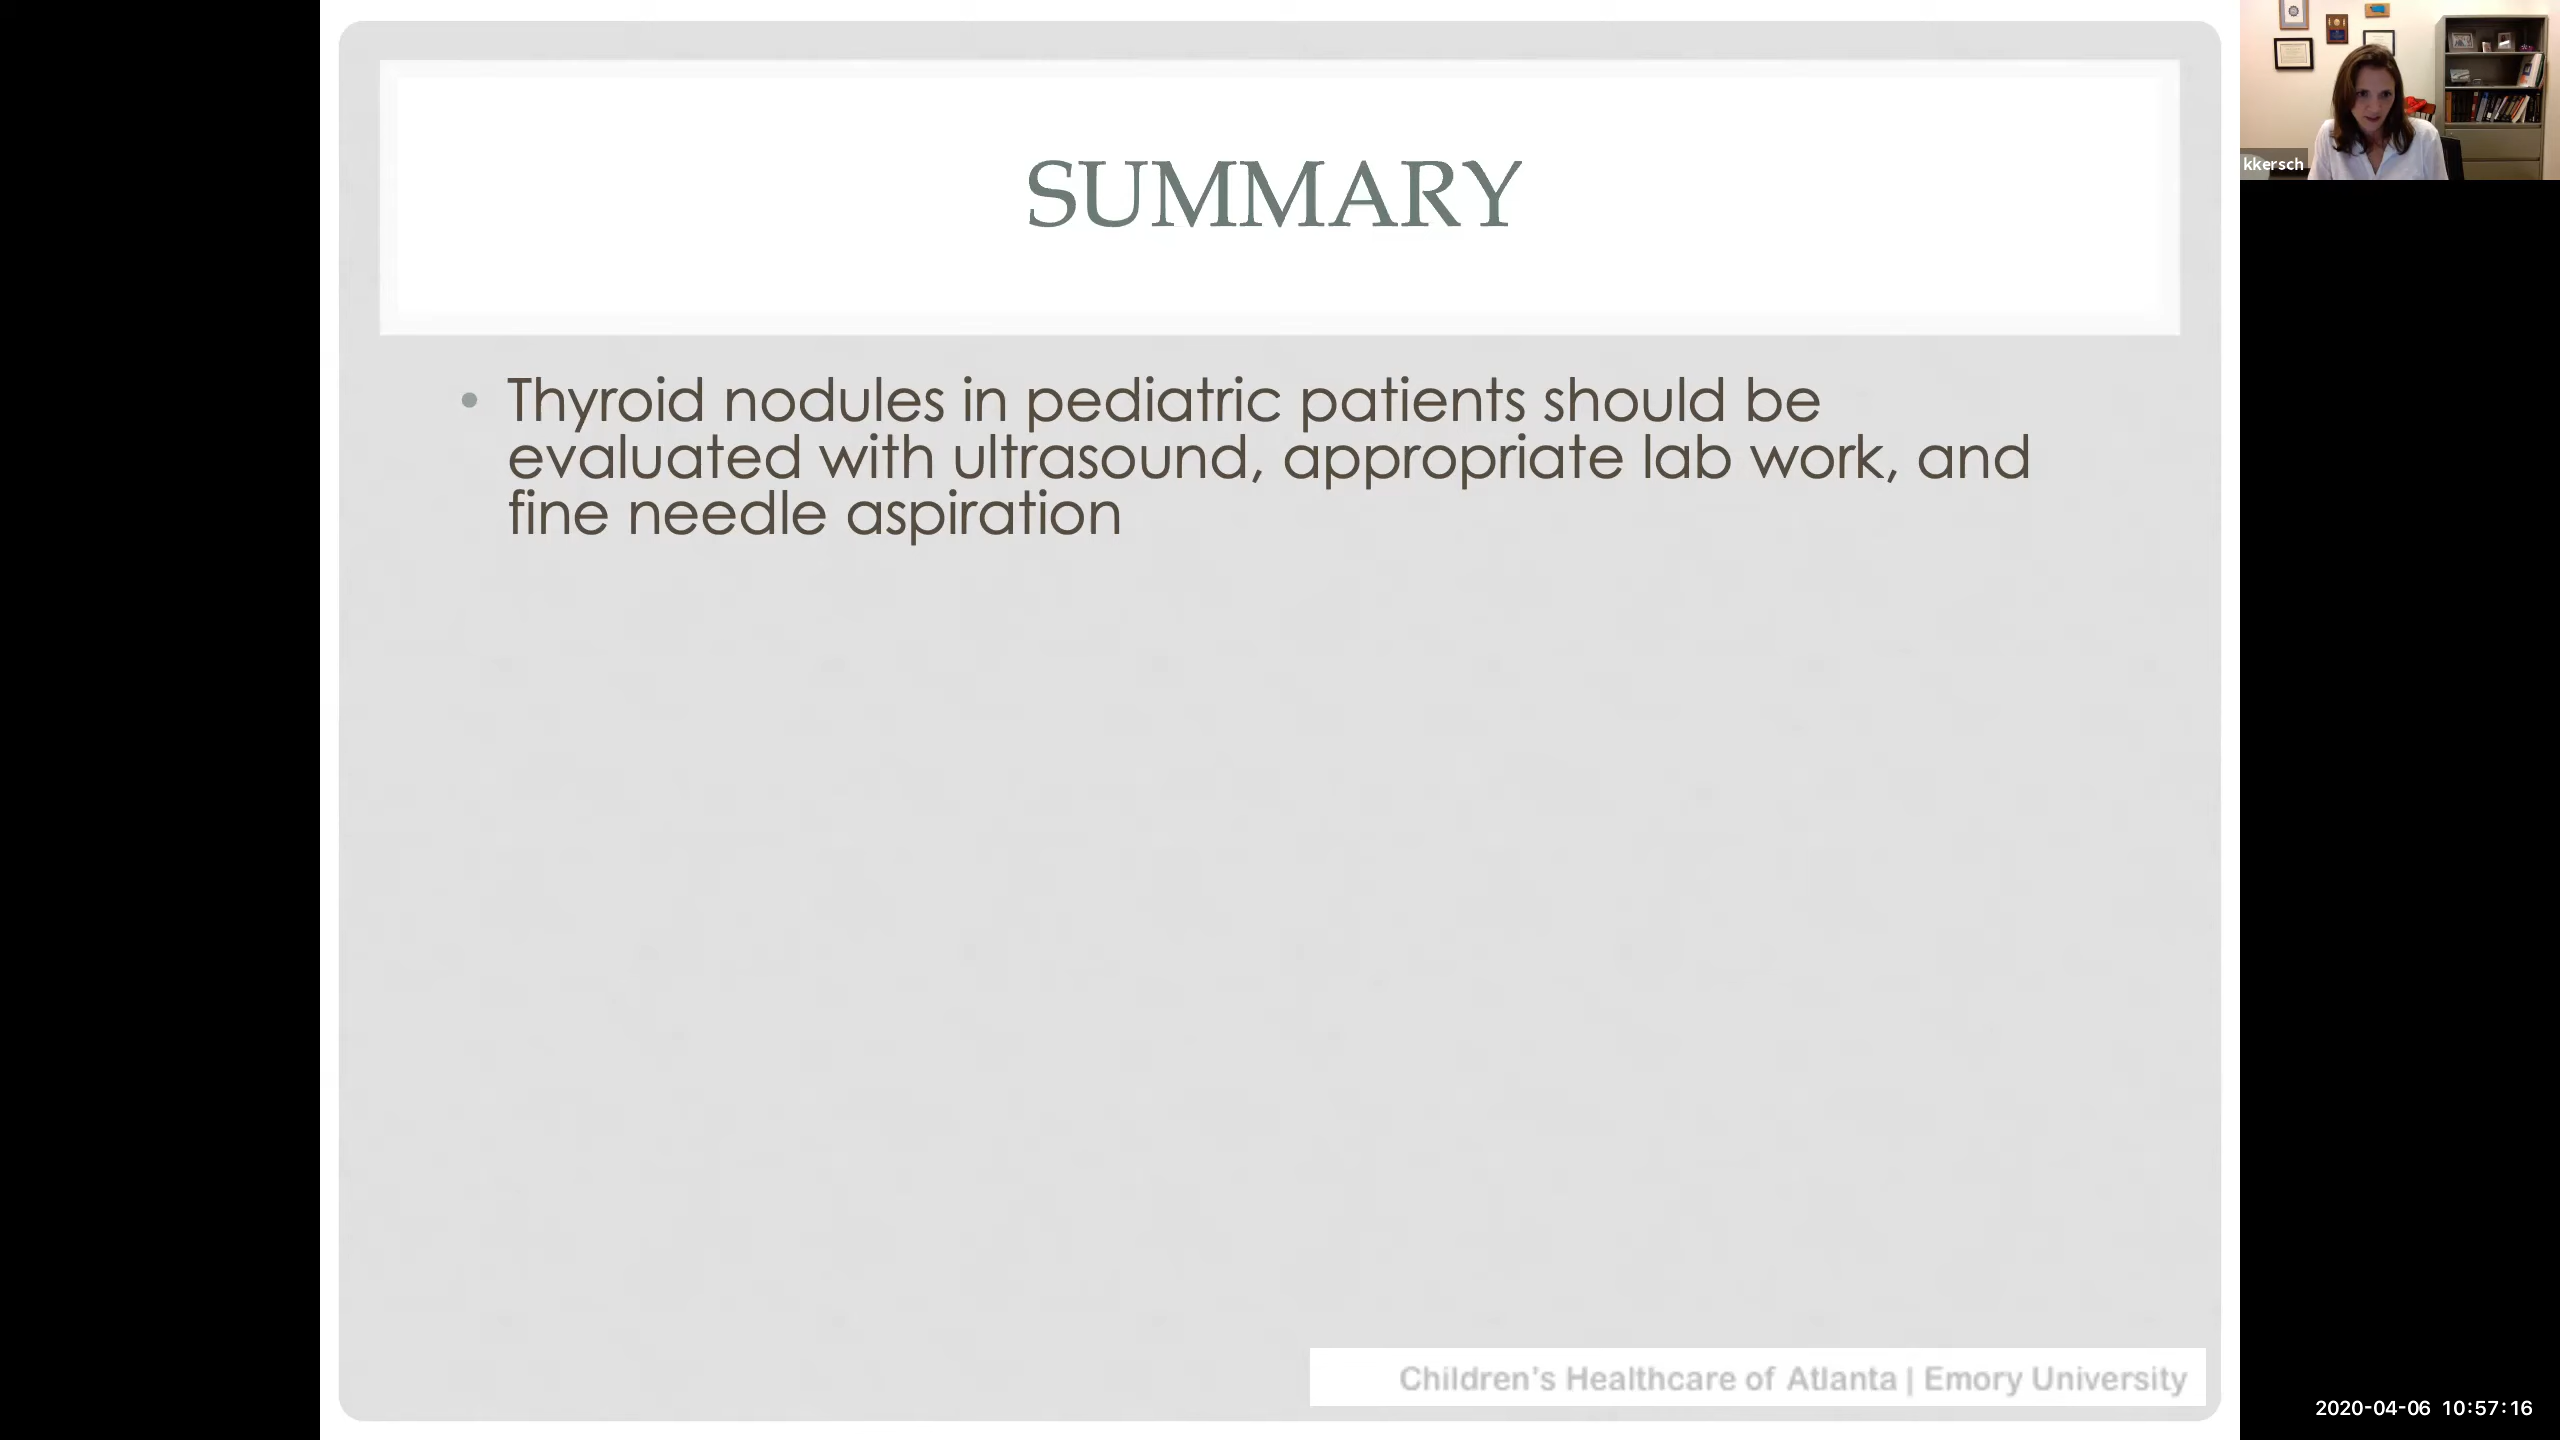 SUMMARY
kkersch
• Thyroid nodules in pediatric patients should be
evaluated with ultrasound, appropriate lab work, and
fine needle aspiration
Children's Healthcare of Atlanta | Emory University
2020-04-06 10:57:16